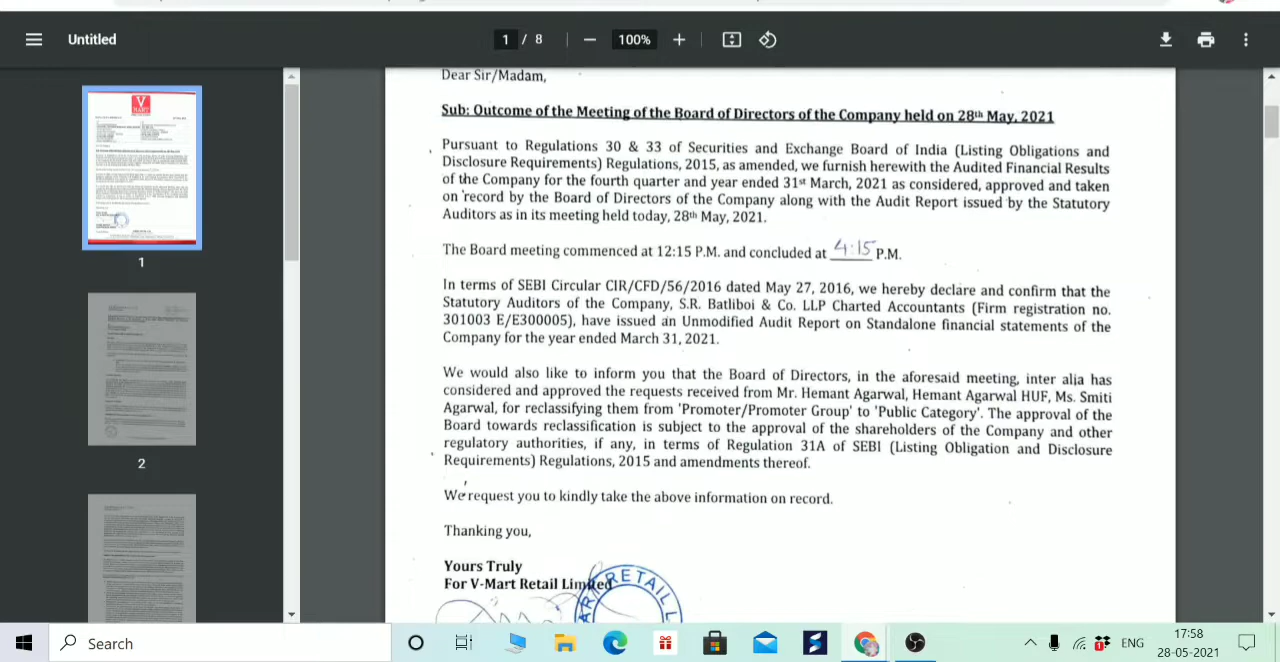 Untitled
1 / 8
100%
Dear Sir/Madam,
Sub: Outcome of the Meeting of the Board of Directors of the Company held on 28th May, 2021
Pursuant to Regulations 30 & 33 of Securities and Exchange Board of India (Listing Obligations and
Disclosure Requirements) Regulations, 2015, as amended, we furnish herewith the Audited Financial Results
of the Company for the fourth quarter and year ended 31st March, 2021 as considered, approved and taken
on record by the Board of Directors of the Company along with the Audit Report issued by the Statutory
Auditors as in its meeting held today, 28th May, 2021.
The Board meeting commenced at 12:15 P.M. and concluded at 4:15 P.M.
In terms of SEBI Circular CIR/CFD/56/2016 dated May 27, 2016, we hereby declare and confirm that the
Statutory Auditors of the Company, S.R. Batliboi & Co. LLP Charted Accountants (Firm registration no.
301003 E/E300005), have issued an Unmodified Audit Report on Standalone financial statements of the
Company for the year ended March 31, 2021.
We would also like to inform you that the Board of Directors, in the aforesaid meeting, inter alia has
considered and approved the requests received from Mr. Hemant Agarwal, Hemant Agarwal HUF, Ms. Smiti
Agarwal, for reclassifying them from 'Promoter/Promoter Group' to 'Public Category'. The approval of the
Board towards reclassification is subject to the approval of the shareholders of the Company and other
regulatory authorities, if any, in terms of Regulation 31A of SEBI (Listing Obligation and Disclosure
Requirements) Regulations, 2015 and amendments thereof.
We request you to kindly take the above information on record.
Thanking you,
Yours Truly
For V-Mart Retail Limited
RETAIL L
V
MART
1
2
Search
ENG
17:58
28-05-2021